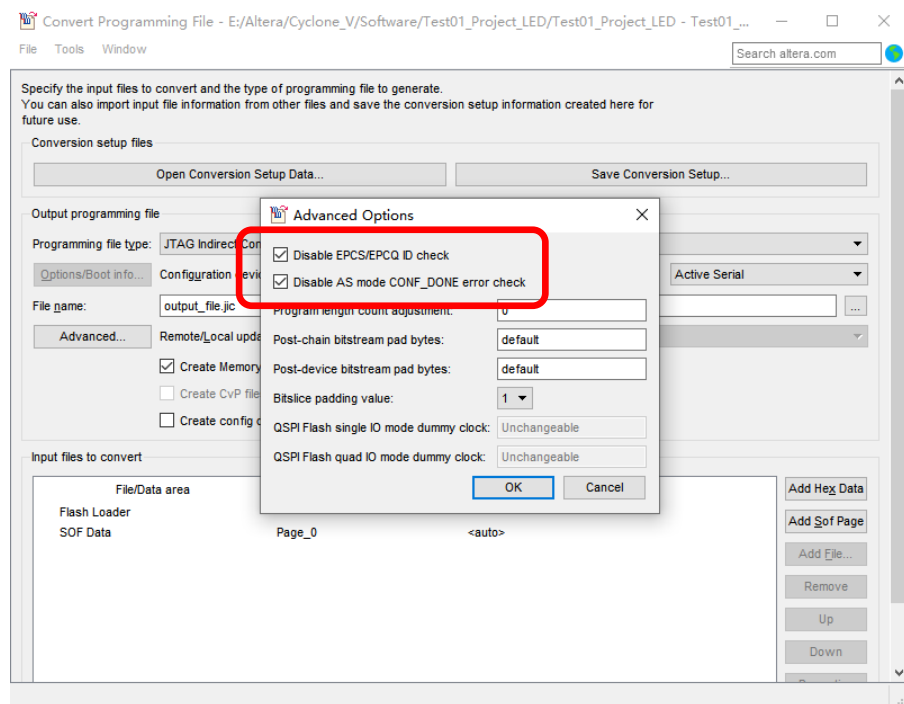 Convert Programming File - E:/Altera/Cyclone_V/Software/Test01_Project_LED/Test01_Project_LED - Test01_...
File Tools Window
Search altera.com
Specify the input files to convert and the type of programming file to generate.
You can also import input file information from other files and save the conversion setup information created here for
future use.
Conversion setup files
Open Conversion Setup Data...
Save Conversion Setup...
Output programming file
Programming file type: JTAG Indirect Con
Options/Boot info...
Configuration devi
Active Serial
File name: output_file.jic
...
Advanced...
Remote/Local upda
Create Memory
Create CvP file
Create config
Advanced Options
Disable EPCS/EPCQ ID check
Disable AS mode CONF_DONE error check
Program length count adjustment: 0
Post-chain bitstream pad bytes: default
Post-device bitstream pad bytes: default
Bitslice padding value: 1
QSPI Flash single IO mode dummy clock: Unchangeable
QSPI Flash quad IO mode dummy clock: Unchangeable
OK Cancel
Input files to convert
File/Data area
Flash Loader
SOF Data Page_0 <auto>
Add Hex Data
Add Sof Page
Add File...
Remove
Up
Down